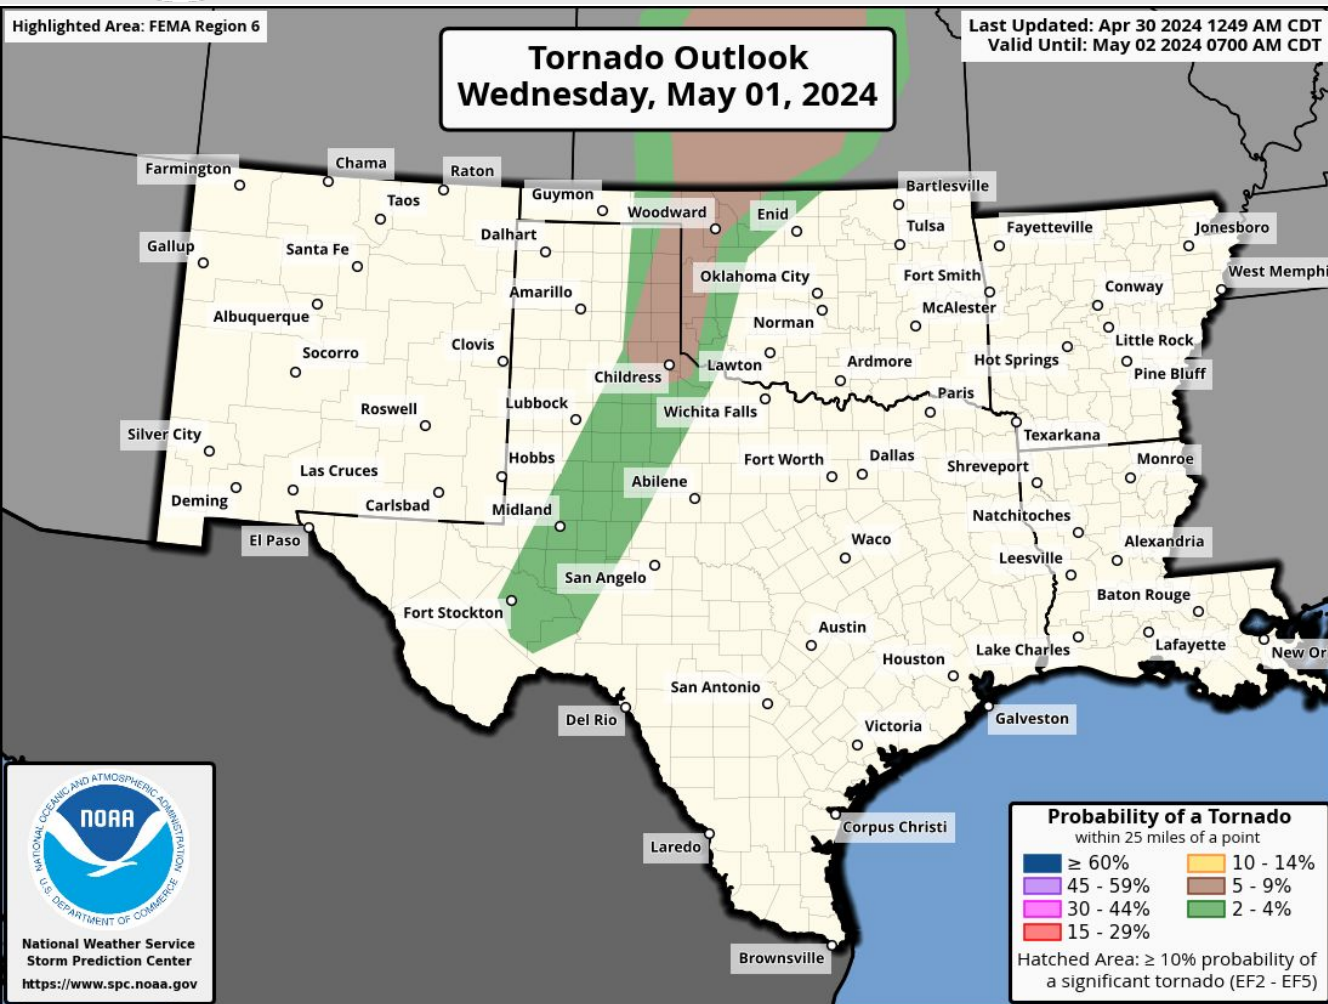 Highlighted Area: FEMA Region 6
Last Updated: Apr 30 2024 1249 AM CDT
Valid Until: May 02 2024 0700 AM CDT
Tornado Outlook
Wednesday, May 01, 2024
Farmington
Chama
Raton
Taos
Guymon
Woodward
Enid
Bartlesville
Gallup
Santa Fe
Dalhart
Tulsa
Fayetteville
Jonesboro
Oklahoma City
Fort Smith
West Memphi
Albuquerque
Amarillo
Norman
McAlester
Conway
Little Rock
Socorro
Clovis
Childress
Lawton
Ardmore
Hot Springs
Pine Bluff
Roswell
Lubbock
Wichita Falls
Paris
Silver City
Texarkana
Las Cruces
Hobbs
Fort Worth
Dallas
Shreveport
Monroe
Deming
Carlsbad
Midland
Abilene
Natchitoches
El Paso
Waco
Leesville
Alexandria
San Angelo
Baton Rouge
Fort Stockton
Austin
Houston
Lake Charles
Lafayette
New Or
San Antonio
Del Rio
Victoria
Galveston
Corpus Christi
Laredo
Brownsville
NATIONAL OCEANIC AND ATMOSPHERIC ADMINISTRATION
NOAA
U.S. DEPARTMENT OF COMMERCE
National Weather Service
Storm Prediction Center
https://www.spc.noaa.gov
Probability of a Tornado
within 25 miles of a point
≥ 60%
10 - 14%
45 - 59%
5 - 9%
30 - 44%
2 - 4%
15 - 29%
Hatched Area: ≥ 10% probability of
a significant tornado (EF2 - EF5)